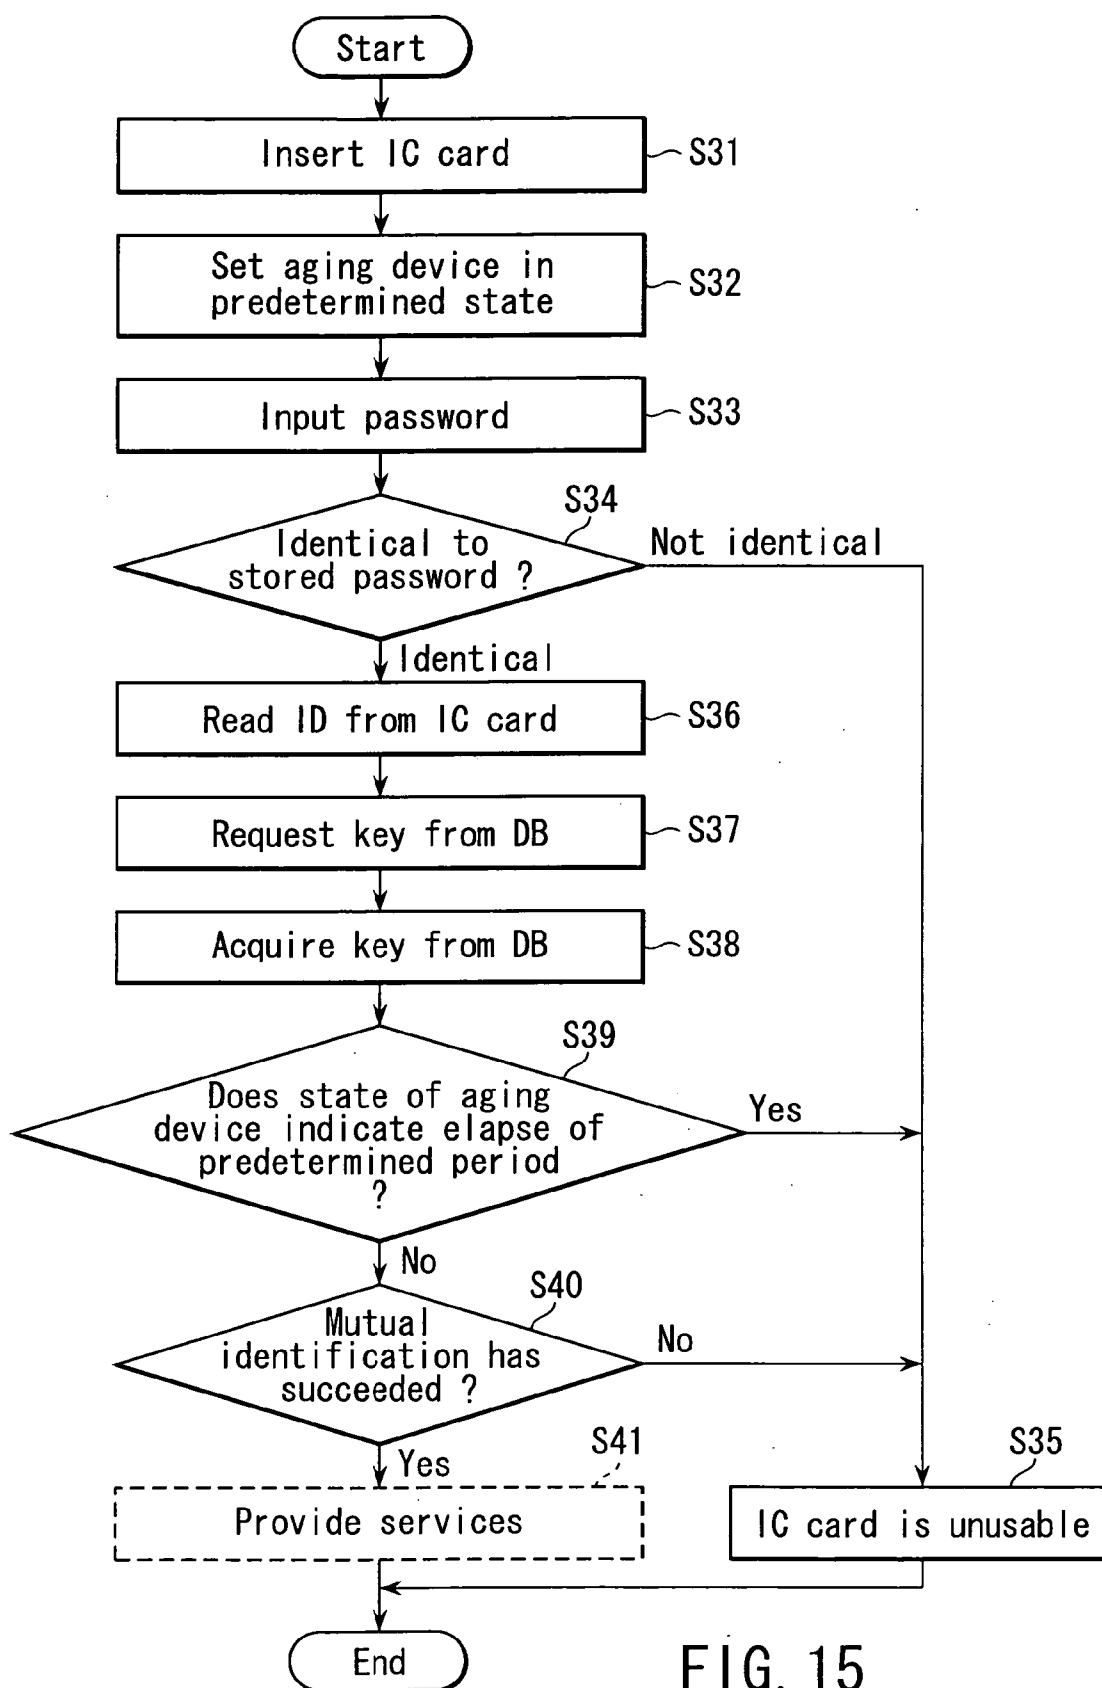 Start
Insert IC card
S31
Set aging device in
predetermined state
S32
Input password
S33
S34
Identical to
stored password ?
Not identical
Identical
Read ID from IC card
S36
Request key from DB
S37
Acquire key from DB
S38
S39
Does state of aging
device indicate elapse of
predetermined period
?
Yes
No
S40
Mutual
identification has
succeeded ?
No
Yes
S41
Provide services
S35
IC card is unusable
End
FIG. 15